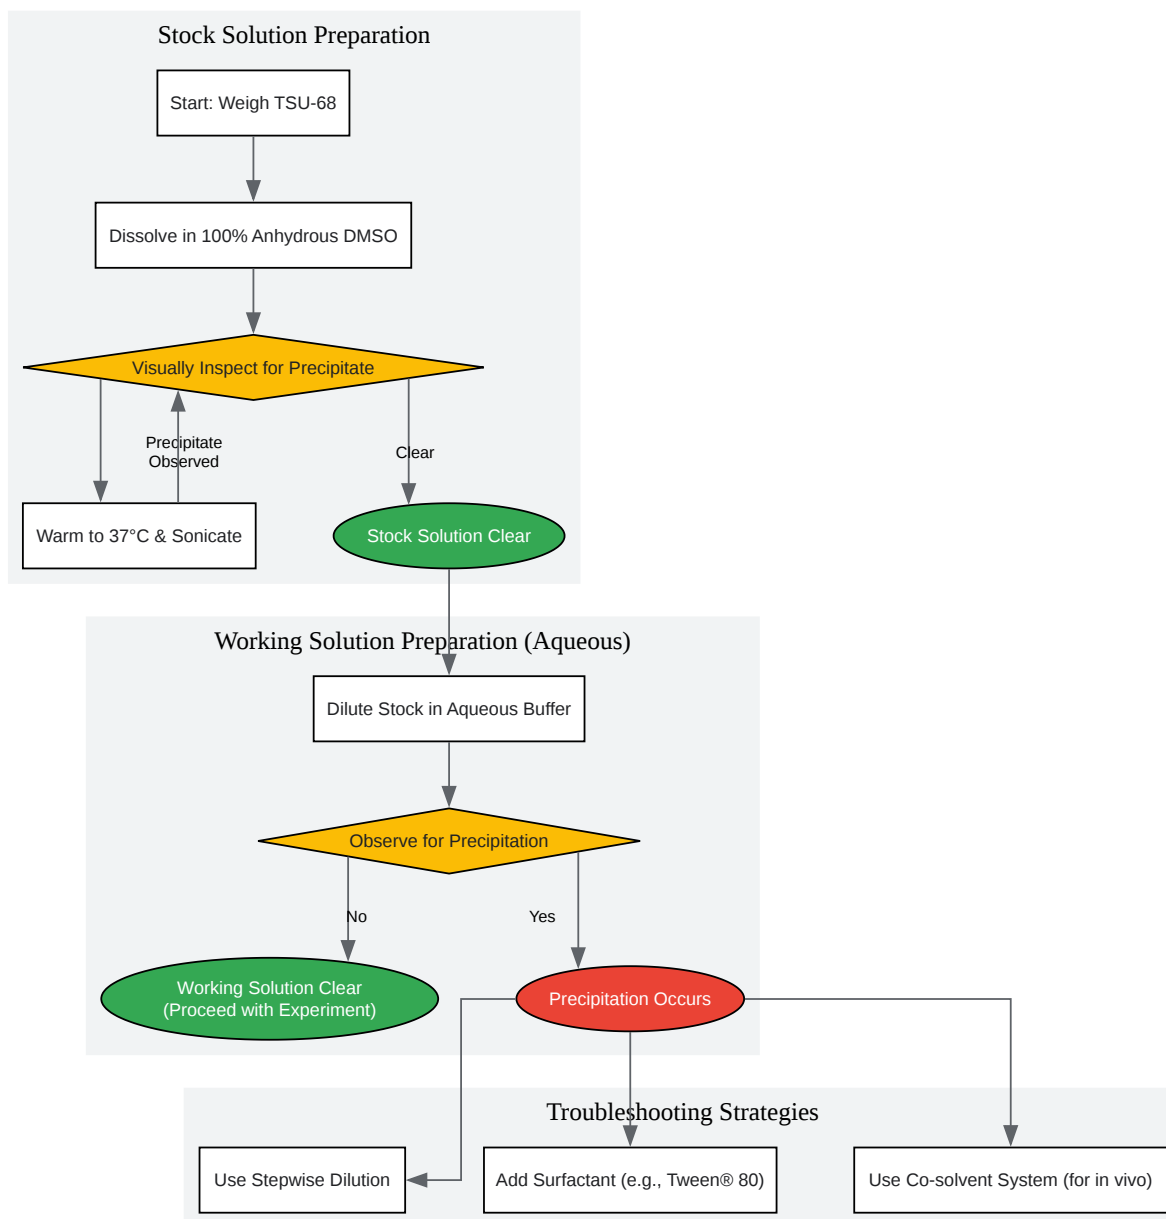 Stock Solution Preparation
Start: Weigh TSU-68
Dissolve in 100% Anhydrous DMSO
Visually Inspect for Precipitate
Precipitate
Observed
Clear
Warm to 37°C & Sonicate
Stock Solution Clear
Working Solution Preparation (Aqueous)
Dilute Stock in Aqueous Buffer
Observe for Precipitation
No
Yes
Working Solution Clear
(Proceed with Experiment)
Precipitation Occurs
Troubleshooting Strategies
Use Stepwise Dilution
Add Surfactant (e.g., Tween® 80)
Use Co-solvent System (for in vivo)